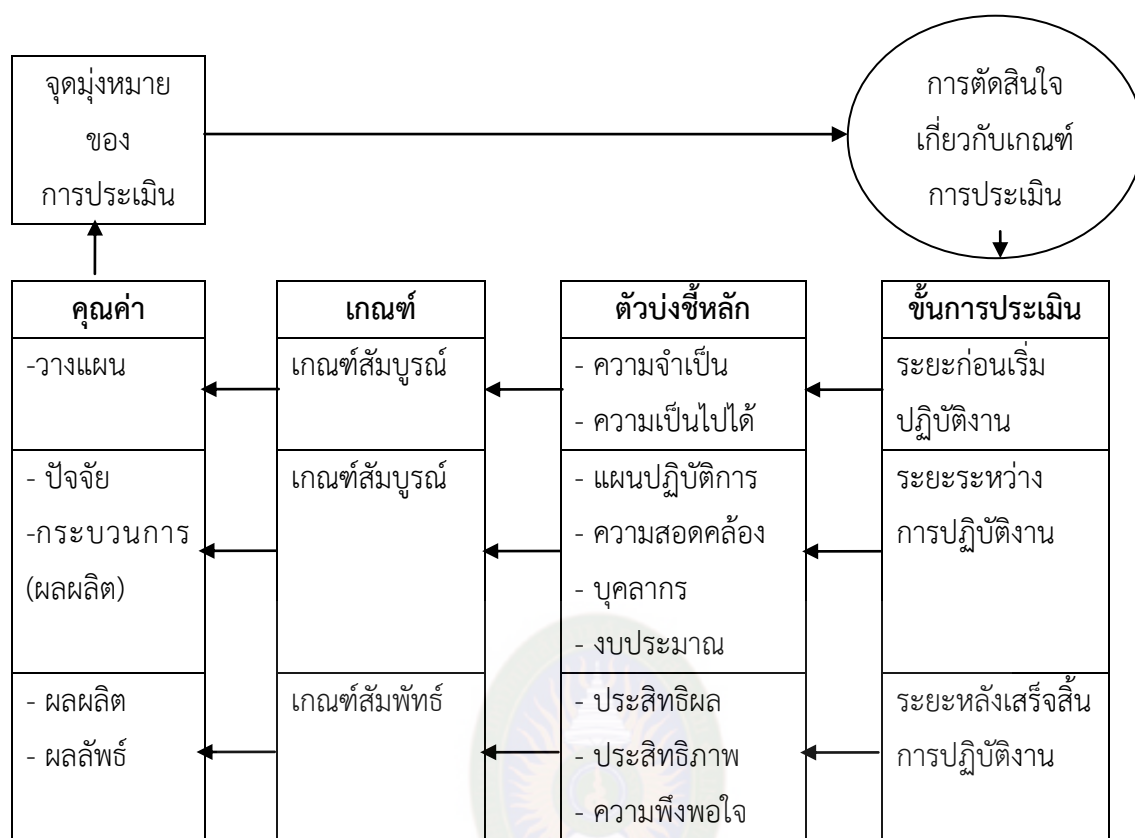 จุดมุ่งหมาย
ของ
การประเมิน
การตัดสินใจ
เกี่ยวกับเกณฑ์
การประเมิน
คุณค่า
เกณฑ์
ตัวบ่งชี้หลัก
ขั้นการประเมิน
-วางแผน
เกณฑ์สัมบูรณ์
- ความจำเป็น
- ความเป็นไปได้
ระยะก่อนเริ่ม
ปฏิบัติงาน
- ปัจจัย
-กระบวนการ
(ผลผลิต)
เกณฑ์สัมบูรณ์
- แผนปฏิบัติการ
- ความสอดคล้อง
- บุคลากร
- งบประมาณ
ระยะระหว่าง
การปฏิบัติงาน
- ผลผลิต
- ผลลัพธ์
เกณฑ์สัมพัทธ์
- ประสิทธิผล
- ประสิทธิภาพ
- ความพึงพอใจ
ระยะหลังเสร็จสิ้น
การปฏิบัติงาน